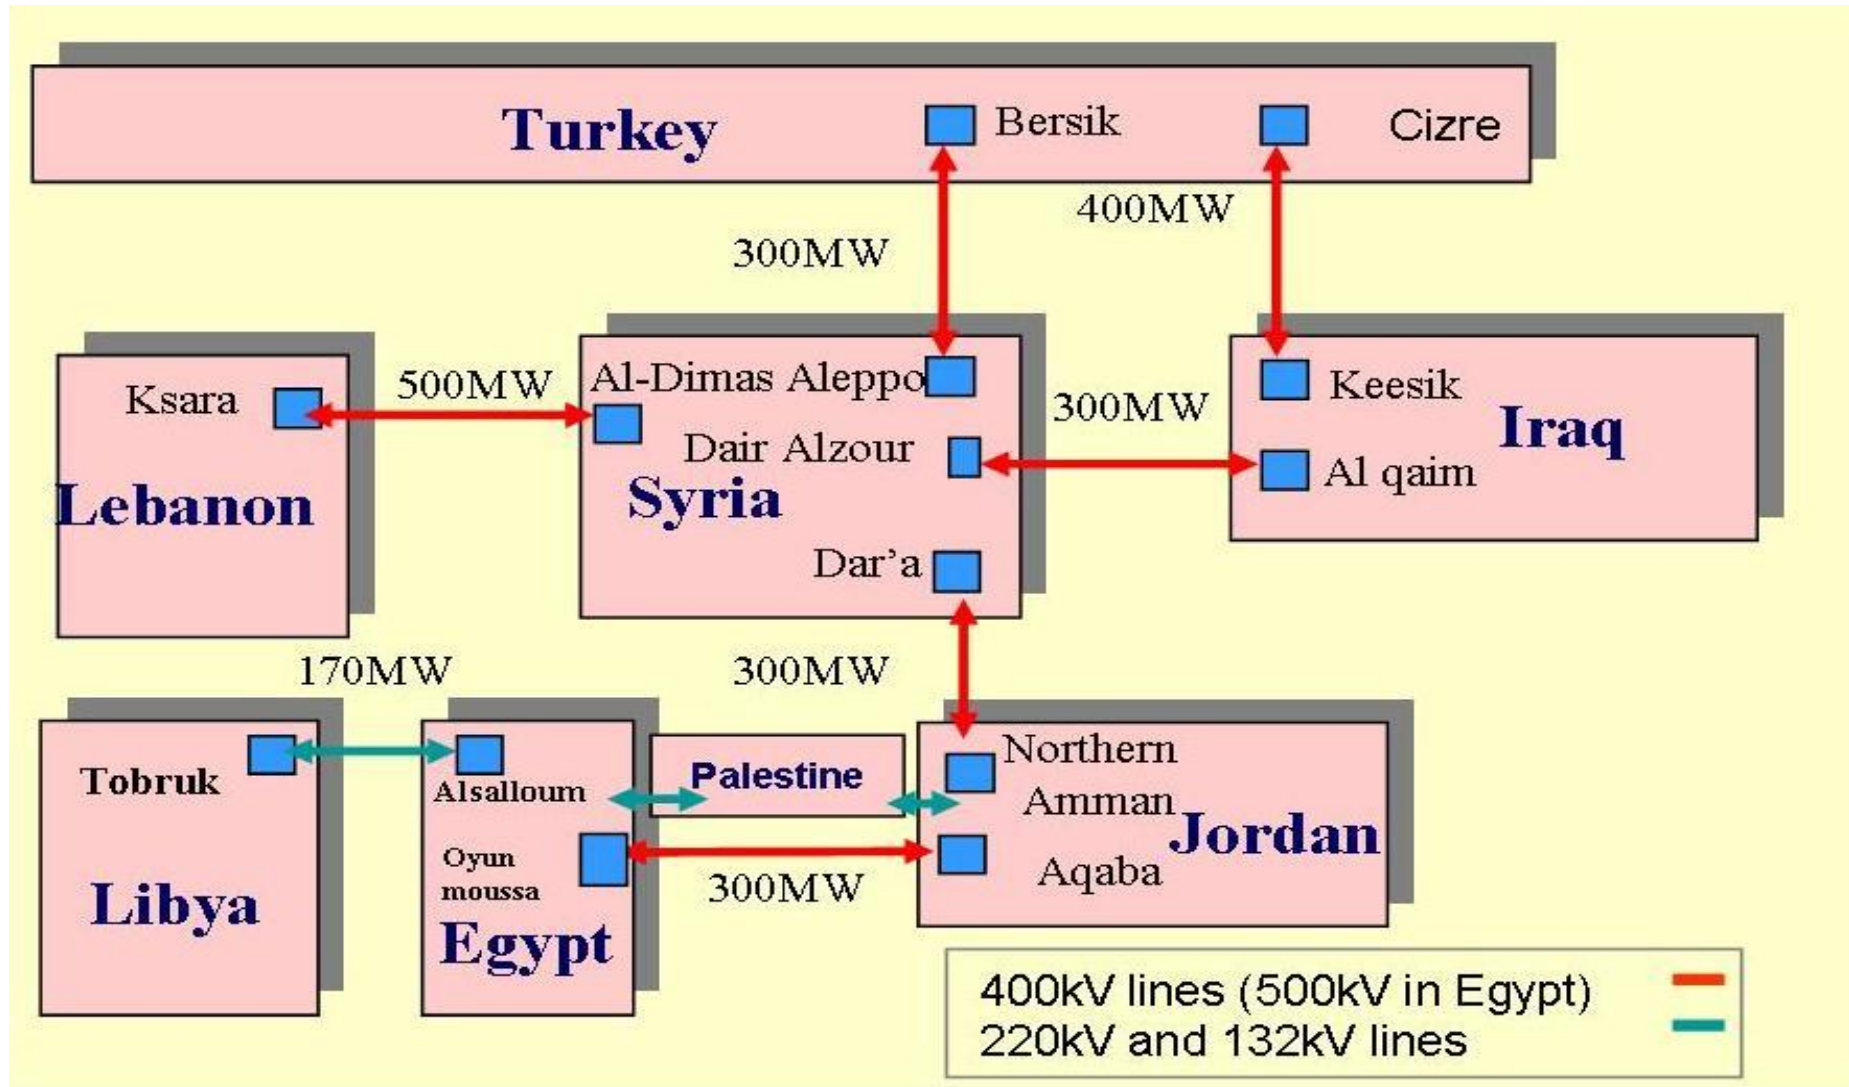 Turkey
Bersik
Cizre
400MW
300MW
Ksara
500MW
Al-Dimas Aleppo
300MW
Keesik
Dair Alzour
Iraq
Al qaim
Lebanon
Syria
Dar’a
170MW
300MW
Tobruk
Alsalloum
Palestine
Northern
Amman
Jordan
Oyun
moussa
300MW
Aqaba
Libya
Egypt
400kV lines (500kV in Egypt)
220kV and 132kV lines